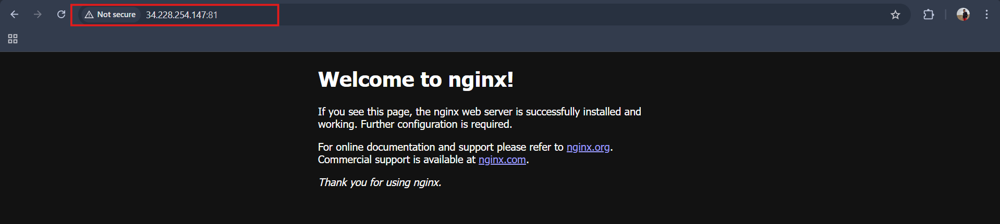 Not secure 34.228.254.147:81
Welcome to nginx!
If you see this page, the nginx web server is successfully installed and
working. Further configuration is required.
For online documentation and support please refer to nginx.org.
Commercial support is available at nginx.com.
Thank you for using nginx.